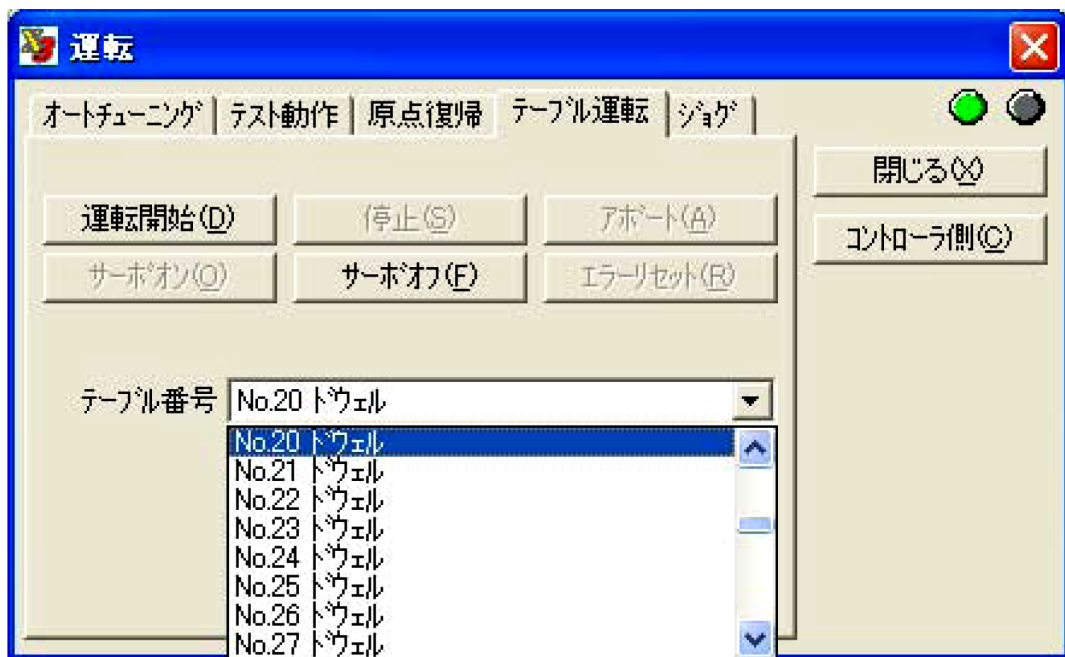 運転
オートチューニング テスト動作 原点復帰 テーブル運転 ジョグ
閉じる(X)
運転開始(D) 停止(S) アボート(A)
コントローラ側(C)
サーボオン(O) サーボオフ(F) エラーリセット(R)
テーブル番号 No.20 ドウェル
No.20 ドウェル
No.21 ドウェル
No.22 ドウェル
No.23 ドウェル
No.24 ドウェル
No.25 ドウェル
No.26 ドウェル
No.27 ドウェル